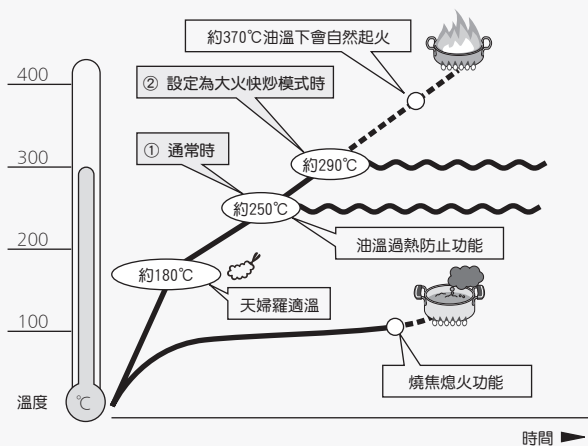 約370℃油溫下會自然起火
400
② 設定為大火快炒模式時
① 通常時
300
約290℃
約250℃
200
油溫過熱防止功能
約180℃
天婦羅適溫
100
燒焦熄火功能
溫度
℃
時間